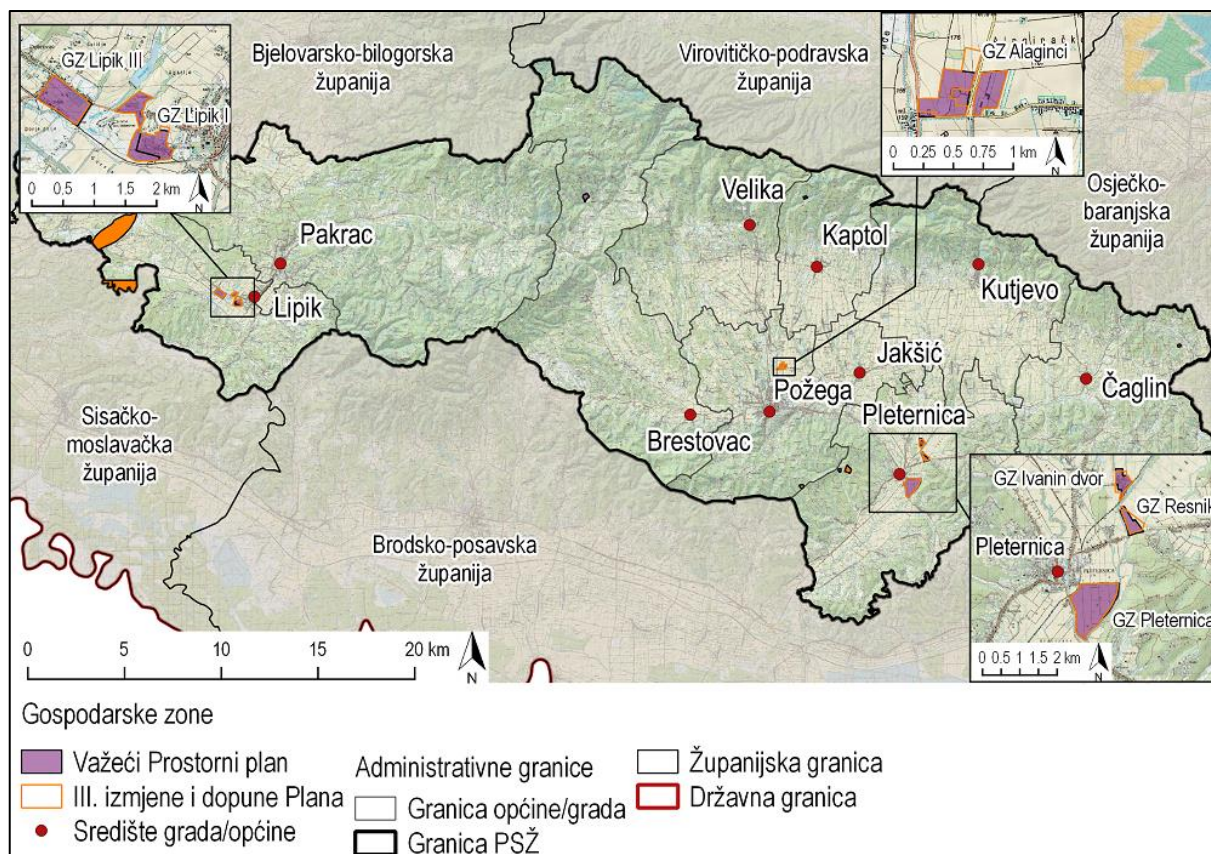 GZ Lipik III
GZ Lipik I
0 0.5 1 1.5 2 km
N
Bjelovarsko-bilogorska
županija
Virovitičko-podravska
županija
GZ Alaginci
0 0.25 0.5 0.75 1 km
N
Osječko-
baranjska
županija
Velika
Kaptol
Kutjevo
Pakrac
Lipik
Jakšić
Čaglin
Požega
Pleternica
Brestovac
Sisačko-
moslavačka
županija
Brodsko-posavska
županija
GZ Ivanin dvor
GZ Resnik
Pleternica
GZ Pleternica
0 0.5 1 1.5 2 km
N
0 5 10 15 20 km
N
Gospodarske zone
Važeći Prostorni plan
III. izmjene i dopune Plana
Središte grada/općine
Administrativne granice
Granica općine/grada
Granica PSŽ
Županijska granica
Državna granica